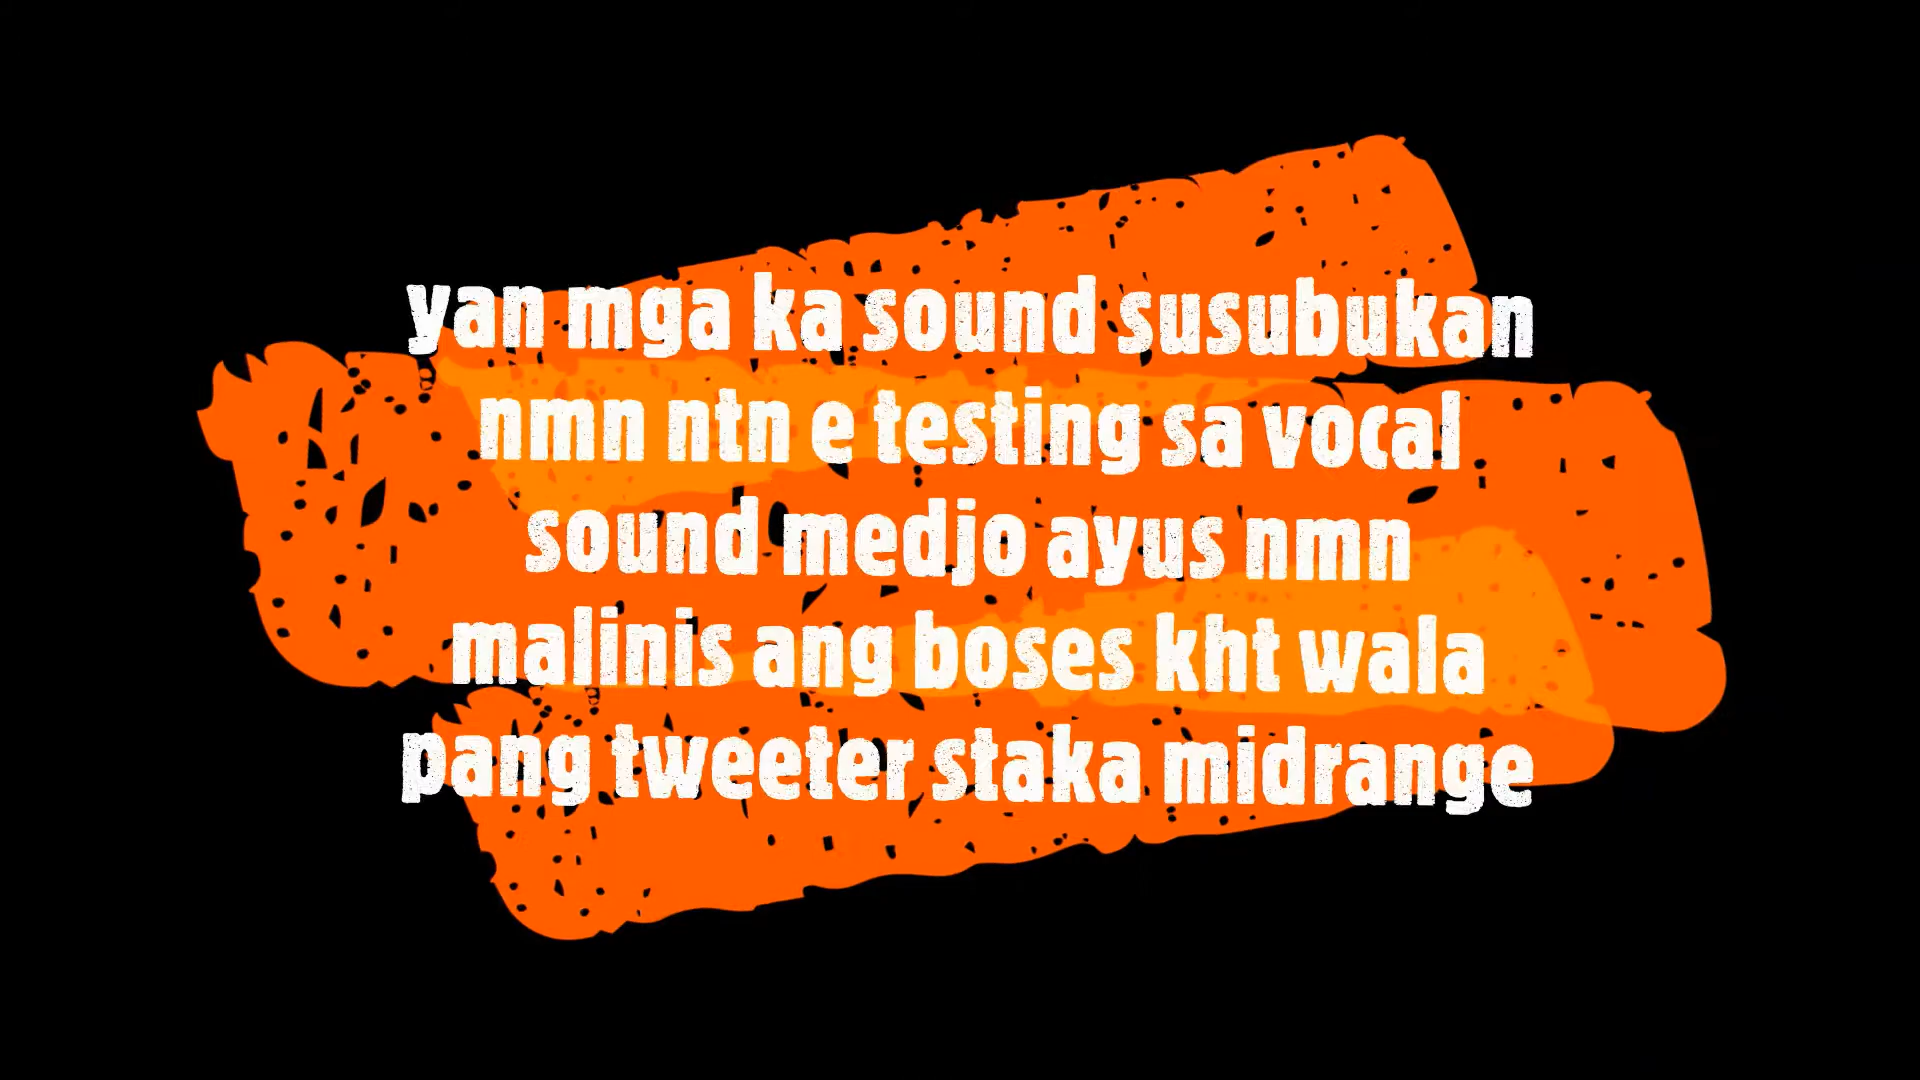 yan mga ka sound susubukan
nmn ntn e testing sa vocal
sound medjo ayus nmn
malinis ang boses kht wala
pang tweeter staka midrange